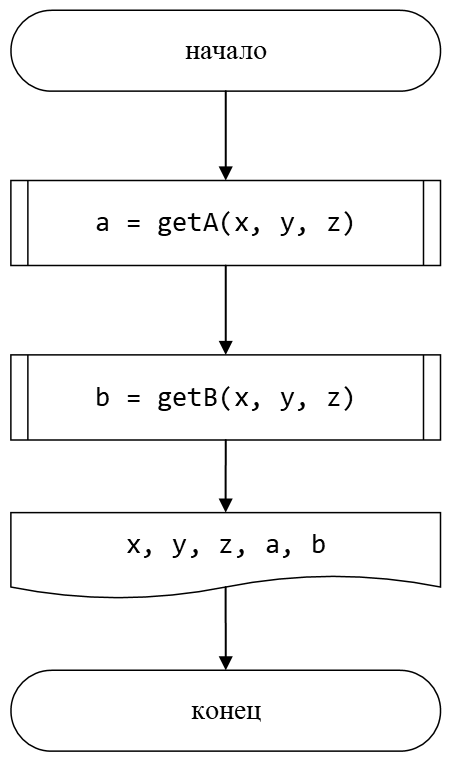 начало
a = getA(x, y, z)
b = getB(x, y, z)
x, y, z, a, b
конец